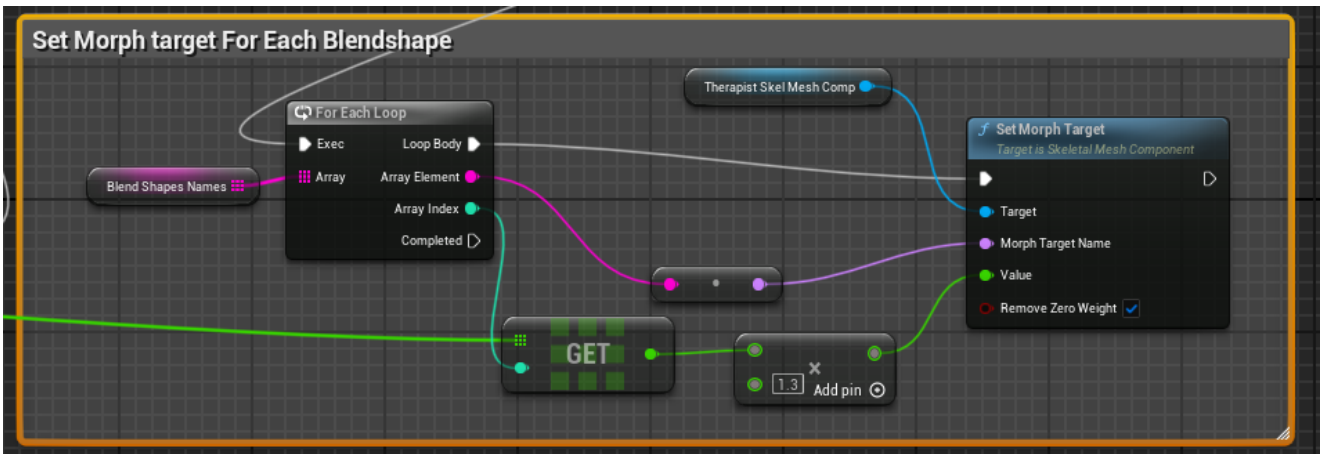 Set Morph target For Each Blendshape
Therapist Skel Mesh Comp
For Each Loop
Exec
Loop Body
Blend Shapes Names
Array
Array Element
Array Index
Completed
f Set Morph Target
Target is Skeletal Mesh Component
Target
Morph Target Name
Value
Remove Zero Weight
GET
×
1.3
Add pin